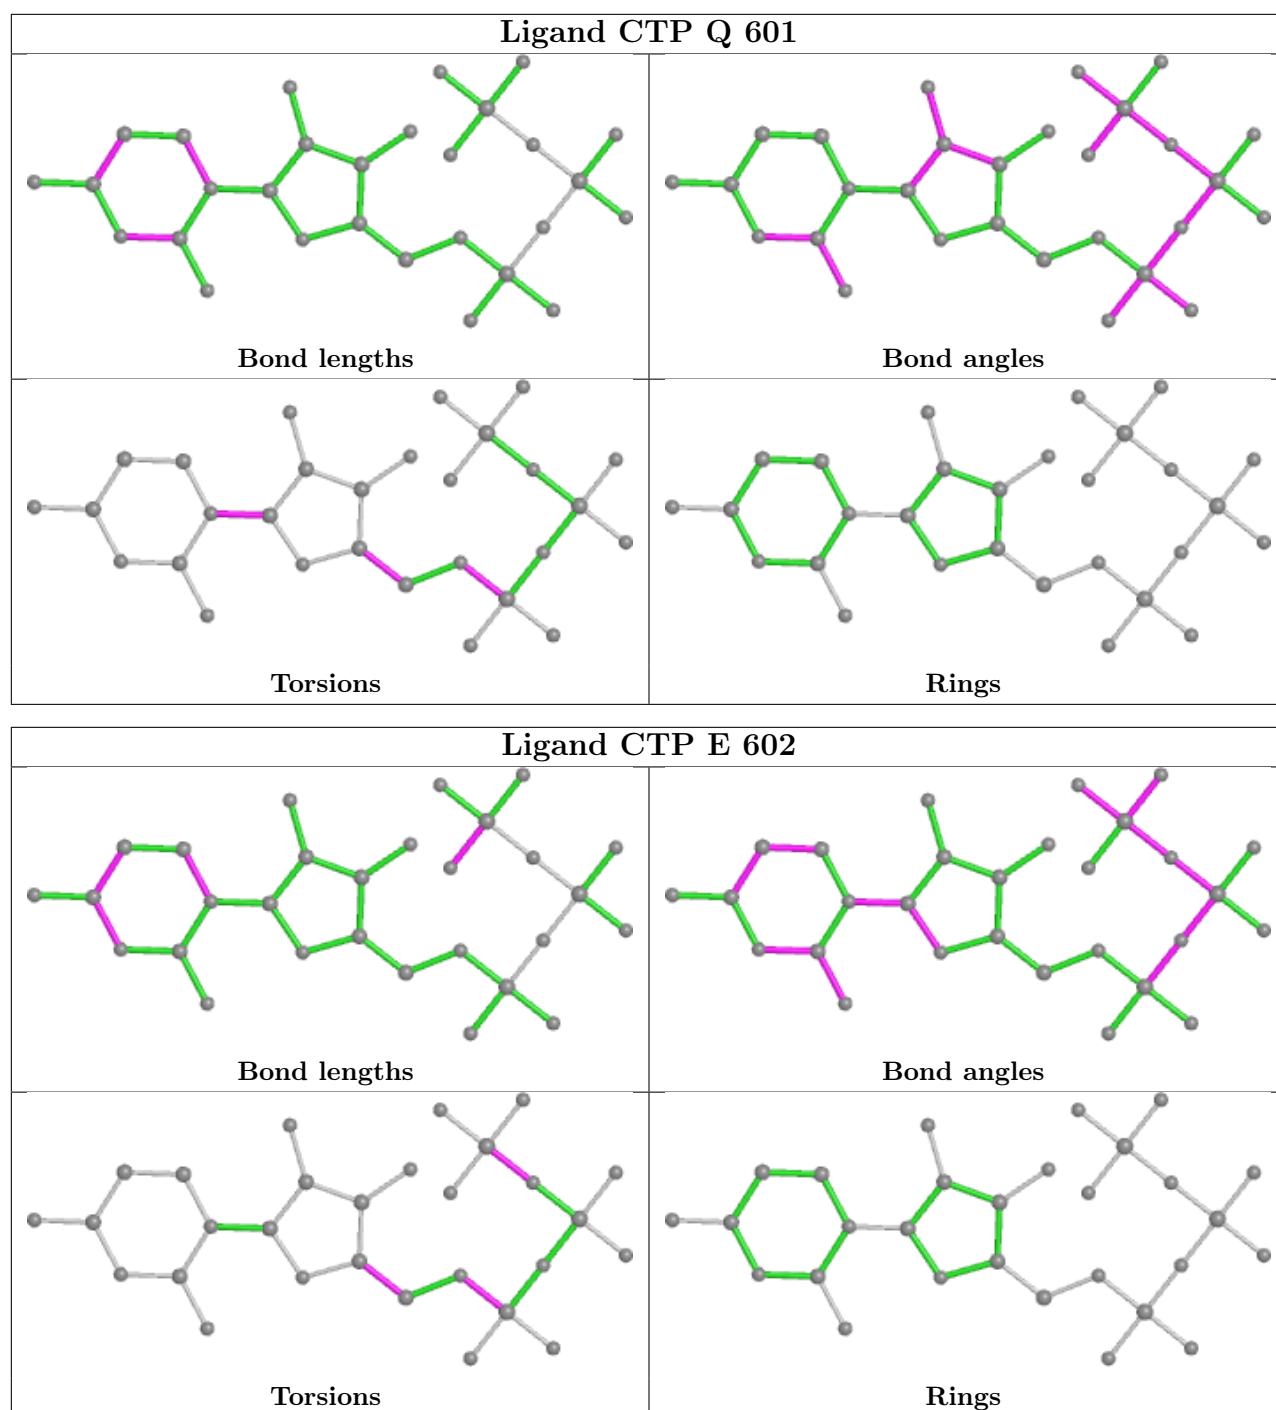 Ligand CTP Q 601
Bond lengths
Bond angles
Torsions
Rings
Ligand CTP E 602
Bond lengths
Bond angles
Torsions
Rings